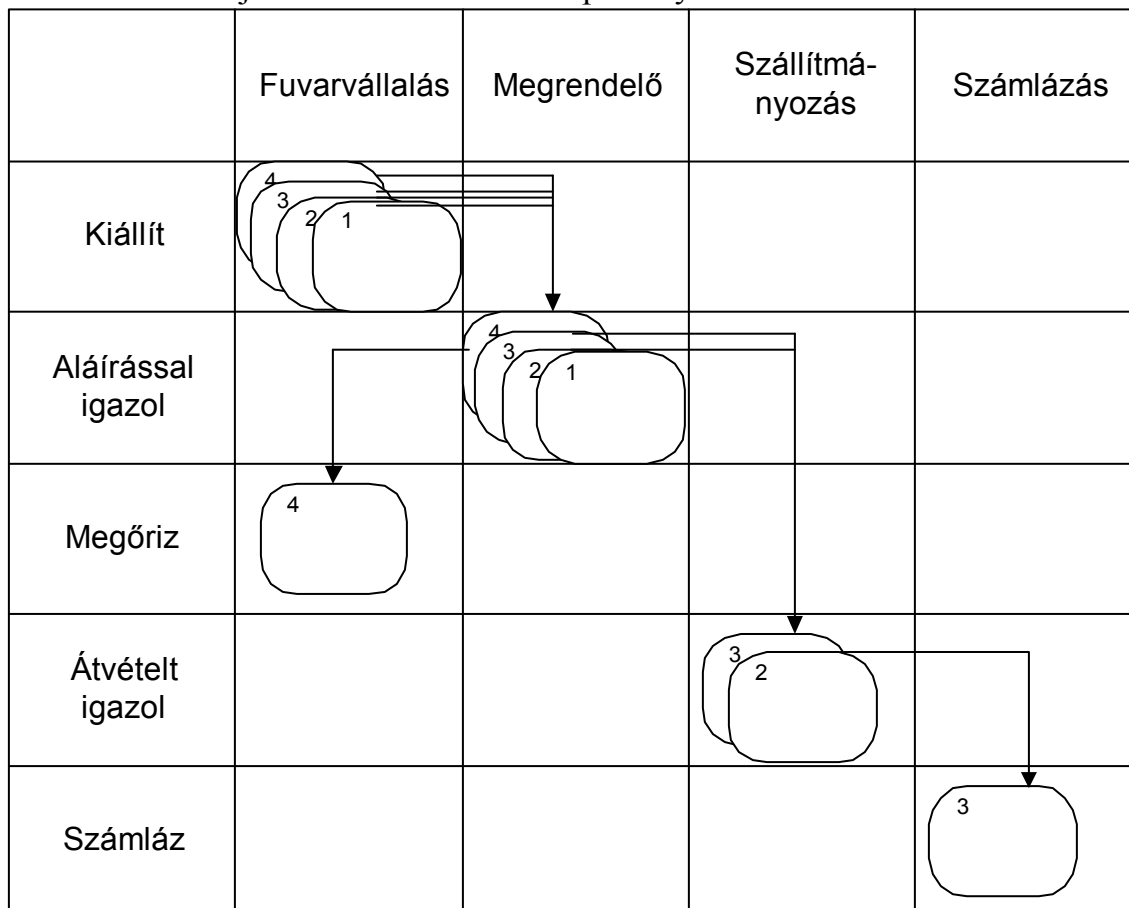 Fuvarvállalás Megrendelő Szállítmá-
nyozás Számlázás
Kiállít
4
3
2
1
Aláírással
igazol
4
3
2
1
Megőriz
4
Átvételt
igazol
3
2
Számláz
3